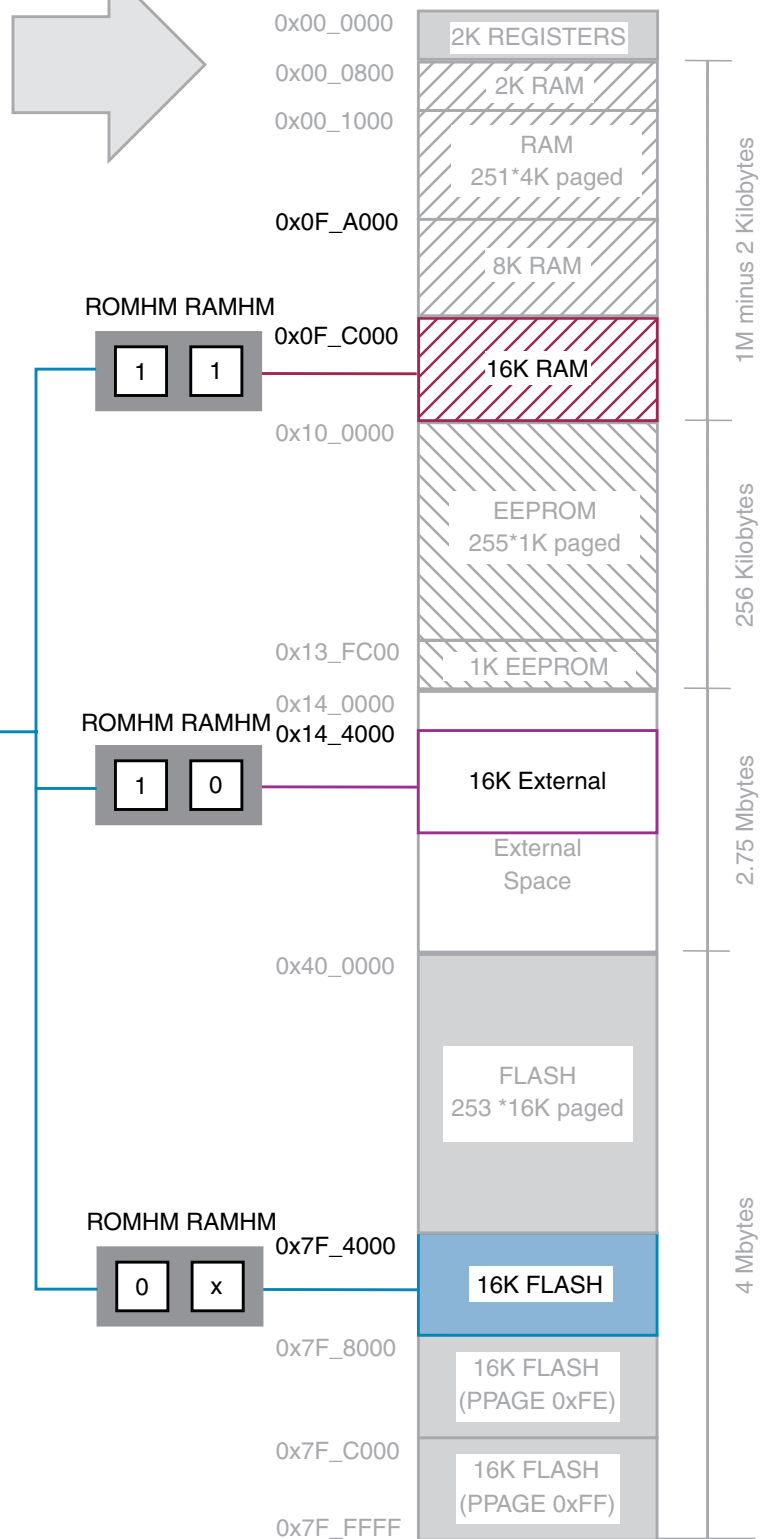 0x00_0000
2K REGISTERS
0x00_0800
2K RAM
0x00_1000
RAM
251*4K paged
0x0F_A000
8K RAM
1M minus 2 Kilobytes
ROMHM RAMHM
1 1
0x0F_C000
16K RAM
0x10_0000
EEPROM
255*1K paged
256 Kilobytes
0x13_FC00
1K EEPROM
0x14_0000
ROMHM RAMHM
1 0
0x14_4000
16K External
External
Space
2.75 Mbytes
0x40_0000
FLASH
253 *16K paged
4 Mbytes
ROMHM RAMHM
0 x
0x7F_4000
16K FLASH
0x7F_8000
16K FLASH
(PPAGE 0xFE)
0x7F_C000
16K FLASH
(PPAGE 0xFF)
0x7F_FFFF